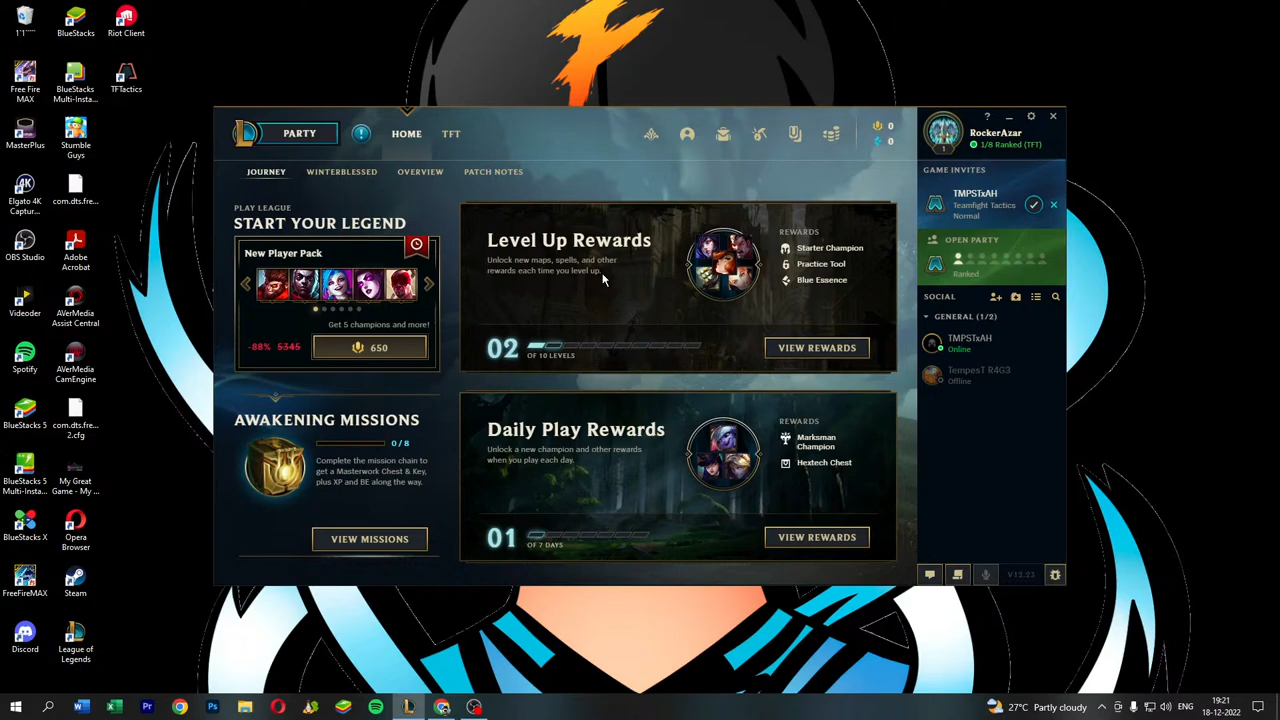 1'1'''''
BlueStacks
Riot Client
Free Fire
MAX
BlueStacks
Multi-Insta...
TFTactics
MasterPlus
Stumble
Guys
Elgato 4K
Captur...
com.dts.fre...
OBS Studio
Adobe
Acrobat
Videoder
AVerMedia
Assist Central
Spotify
AVerMedia
CamEngine
BlueStacks 5
com.dts.fre...
2.cfg
BlueStacks 5
Multi-Insta...
My Great
Game - My ...
BlueStacks X
Opera
Browser
FreeFireMAX
Steam
Discord
League of
Legends
PARTY
HOME
TFT
0
0
JOURNEY
WINTERBLESSED
OVERVIEW
PATCH NOTES
PLAY LEAGUE
START YOUR LEGEND
New Player Pack
Get 5 champions and more!
-88% 5345
650
AWAKENING MISSIONS
0/8
Complete the mission chain to
get a Masterwork Chest & Key,
plus XP and BE along the way.
VIEW MISSIONS
Level Up Rewards
Unlock new maps, spells, and other
rewards each time you level up.
REWARDS
Starter Champion
Practice Tool
Blue Essence
02
OF 10 LEVELS
VIEW REWARDS
Daily Play Rewards
Unlock a new champion and other rewards
when you play each day.
REWARDS
Marksman
Champion
Hextech Chest
01
OF 7 DAYS
VIEW REWARDS
?
RockerAzar
1/8 Ranked (TFT)
1
GAME INVITES
TMPSTxAH
Teamfight Tactics
Normal
OPEN PARTY
Ranked
SOCIAL
GENERAL (1/2)
TMPSTxAH
Online
TempesT R4G3
Offline
V12.23
27°C Partly cloudy
ENG
19:21
18-12-2022